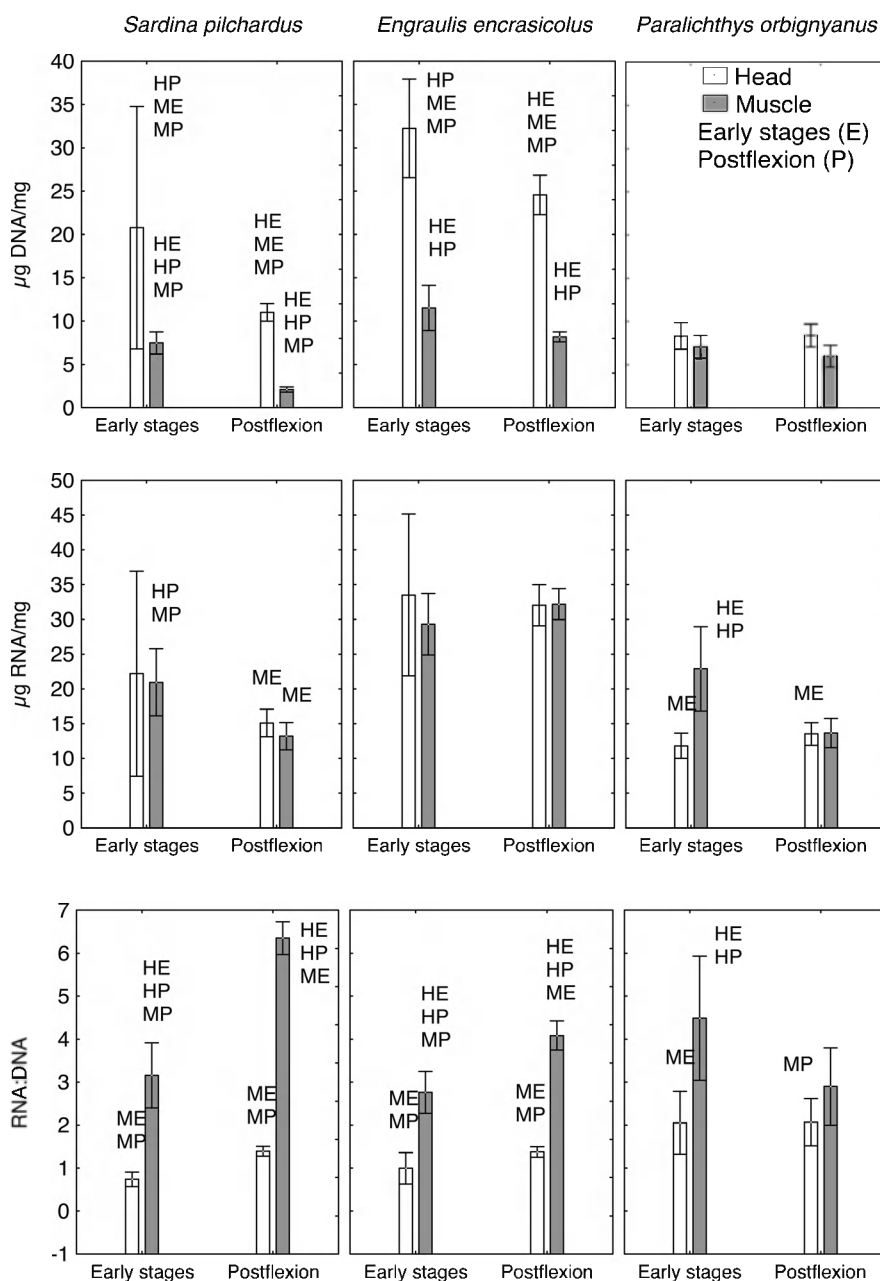 Sardina pilchardus
Engraulis encrasicolus
Paralichthys orbignyanus
µg DNA/mg
40
35
30
25
20
15
10
5
0
HP
ME
MP
HE
HP
MP
HE
ME
MP
HE
HP
MP
Early stages
Postflexion
HP
ME
MP
HE
HP
HE
ME
MP
HE
HP
Early stages
Postflexion
Head
Muscle
Early stages (E)
Postflexion (P)
Early stages
Postflexion
µg RNA/mg
50
45
40
35
30
25
20
15
10
5
0
HP
MP
ME
ME
Early stages
Postflexion
Early stages
Postflexion
ME
HE
HP
ME
Early stages
Postflexion
RNA:DNA
7
6
5
4
3
2
1
0
-1
ME
MP
HE
HP
MP
ME
MP
HE
HP
ME
Early stages
Postflexion
ME
MP
HE
HP
MP
ME
MP
HE
HP
ME
Early stages
Postflexion
ME
HE
HP
MP
Early stages
Postflexion